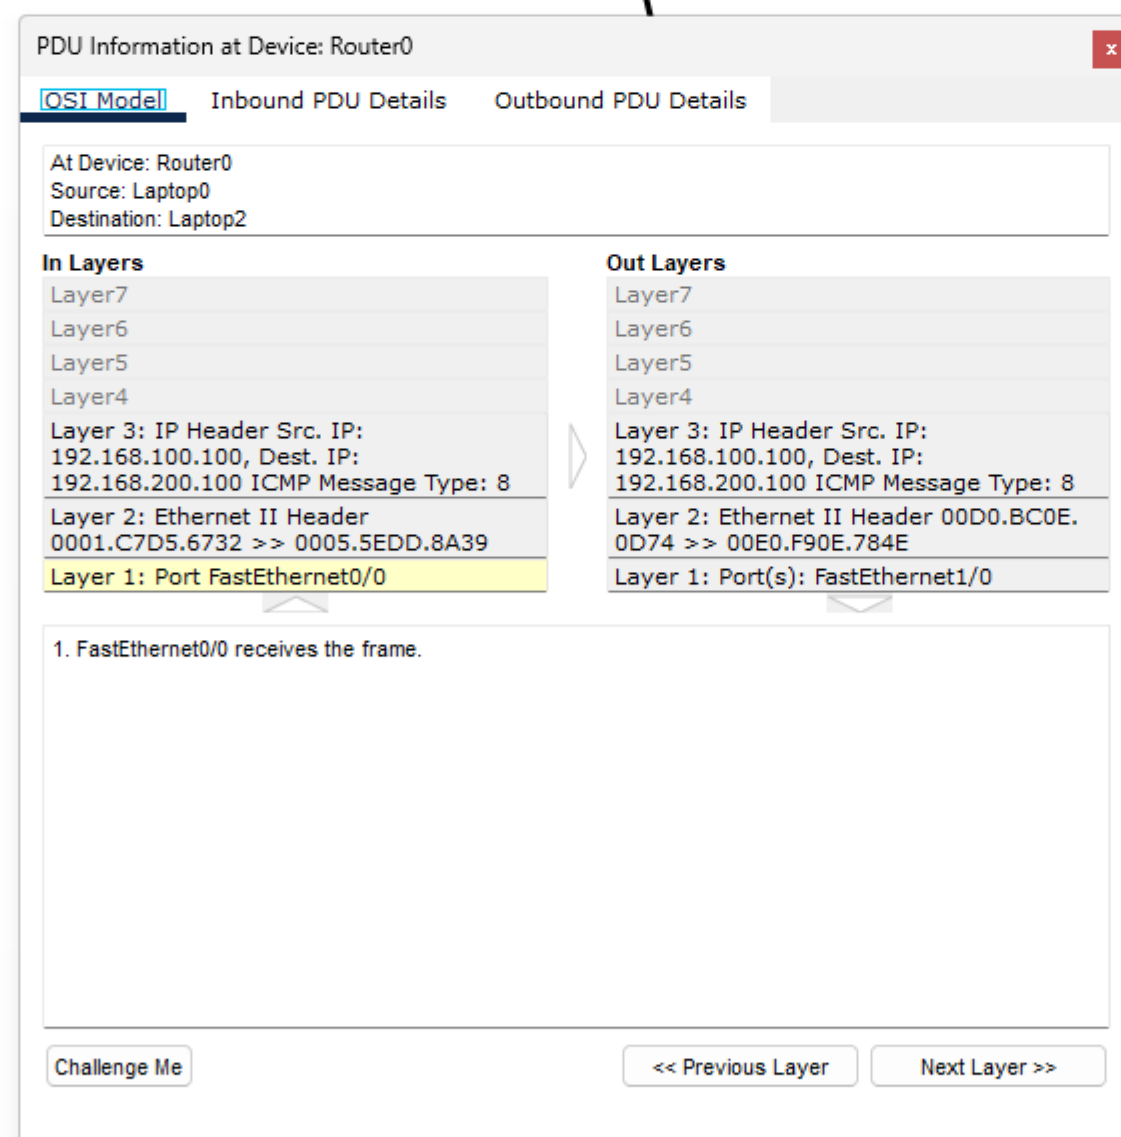 PDU Information at Device: Router0
x
OSI Model Inbound PDU Details Outbound PDU Details
At Device: Router0
Source: Laptop0
Destination: Laptop2
In Layers
Layer7
Layer6
Layer5
Layer4
Layer 3: IP Header Src. IP:
192.168.100.100, Dest. IP:
192.168.200.100 ICMP Message Type: 8
Layer 2: Ethernet II Header
0001.C7D5.6732 >> 0005.5EDD.8A39
Layer 1: Port FastEthernet0/0
Out Layers
Layer7
Layer6
Layer5
Layer4
Layer 3: IP Header Src. IP:
192.168.100.100, Dest. IP:
192.168.200.100 ICMP Message Type: 8
Layer 2: Ethernet II Header 00D0.BC0E.
0D74 >> 00E0.F90E.784E
Layer 1: Port(s): FastEthernet1/0
1. FastEthernet0/0 receives the frame.
Challenge Me << Previous Layer Next Layer >>